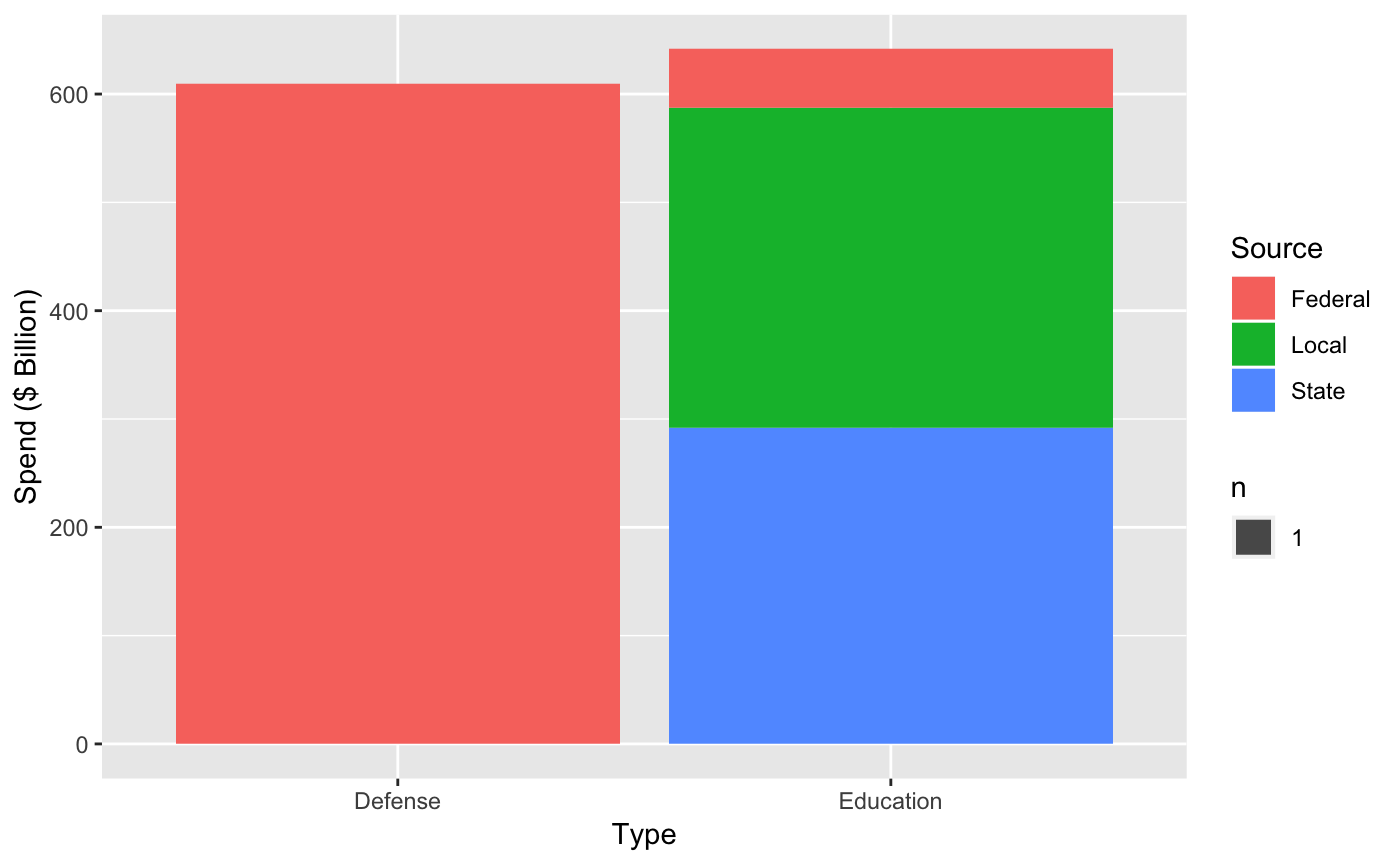 600
400
200
0
Spend ($ Billion)
Defense
Education
Type
Source
Federal
Local
State
n
1